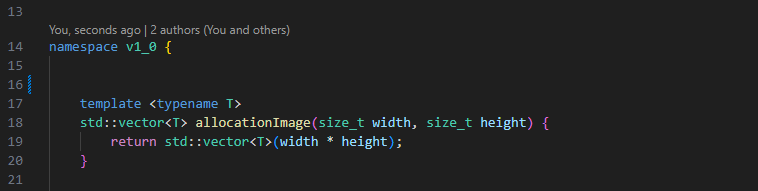 13
You, seconds ago | 2 authors (You and others)
14 namespace v1_0 {
15
16
17 template <typename T>
18 std::vector<T> allocationImage(size_t width, size_t height) {
19 return std::vector<T>(width * height);
20 }
21